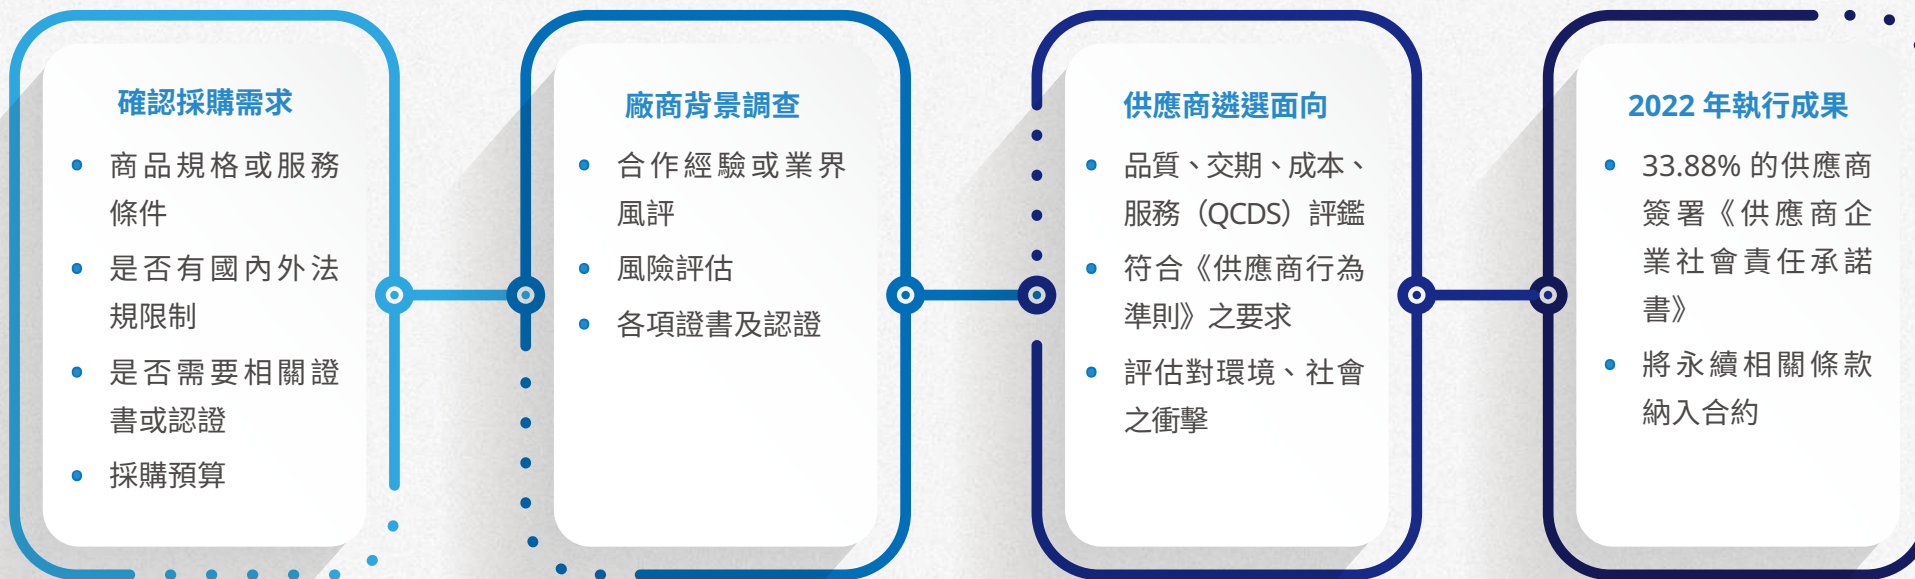 確認採購需求
商品規格或服務
條件
是否有國內外法
規限制
是否需要相關證
書或認證
採購預算
廠商背景調查
合作經驗或業界
風評
風險評估
各項證書及認證
供應商遴選面向
品質、交期、成本、
服務（QCDS）評鑑
符合《供應商行為
準則》之要求
評估對環境、社會
之衝擊
2022 年執行成果
33.88% 的供應商
簽署《供應商企
業社會責任承諾
書》
將永續相關條款
納入合約